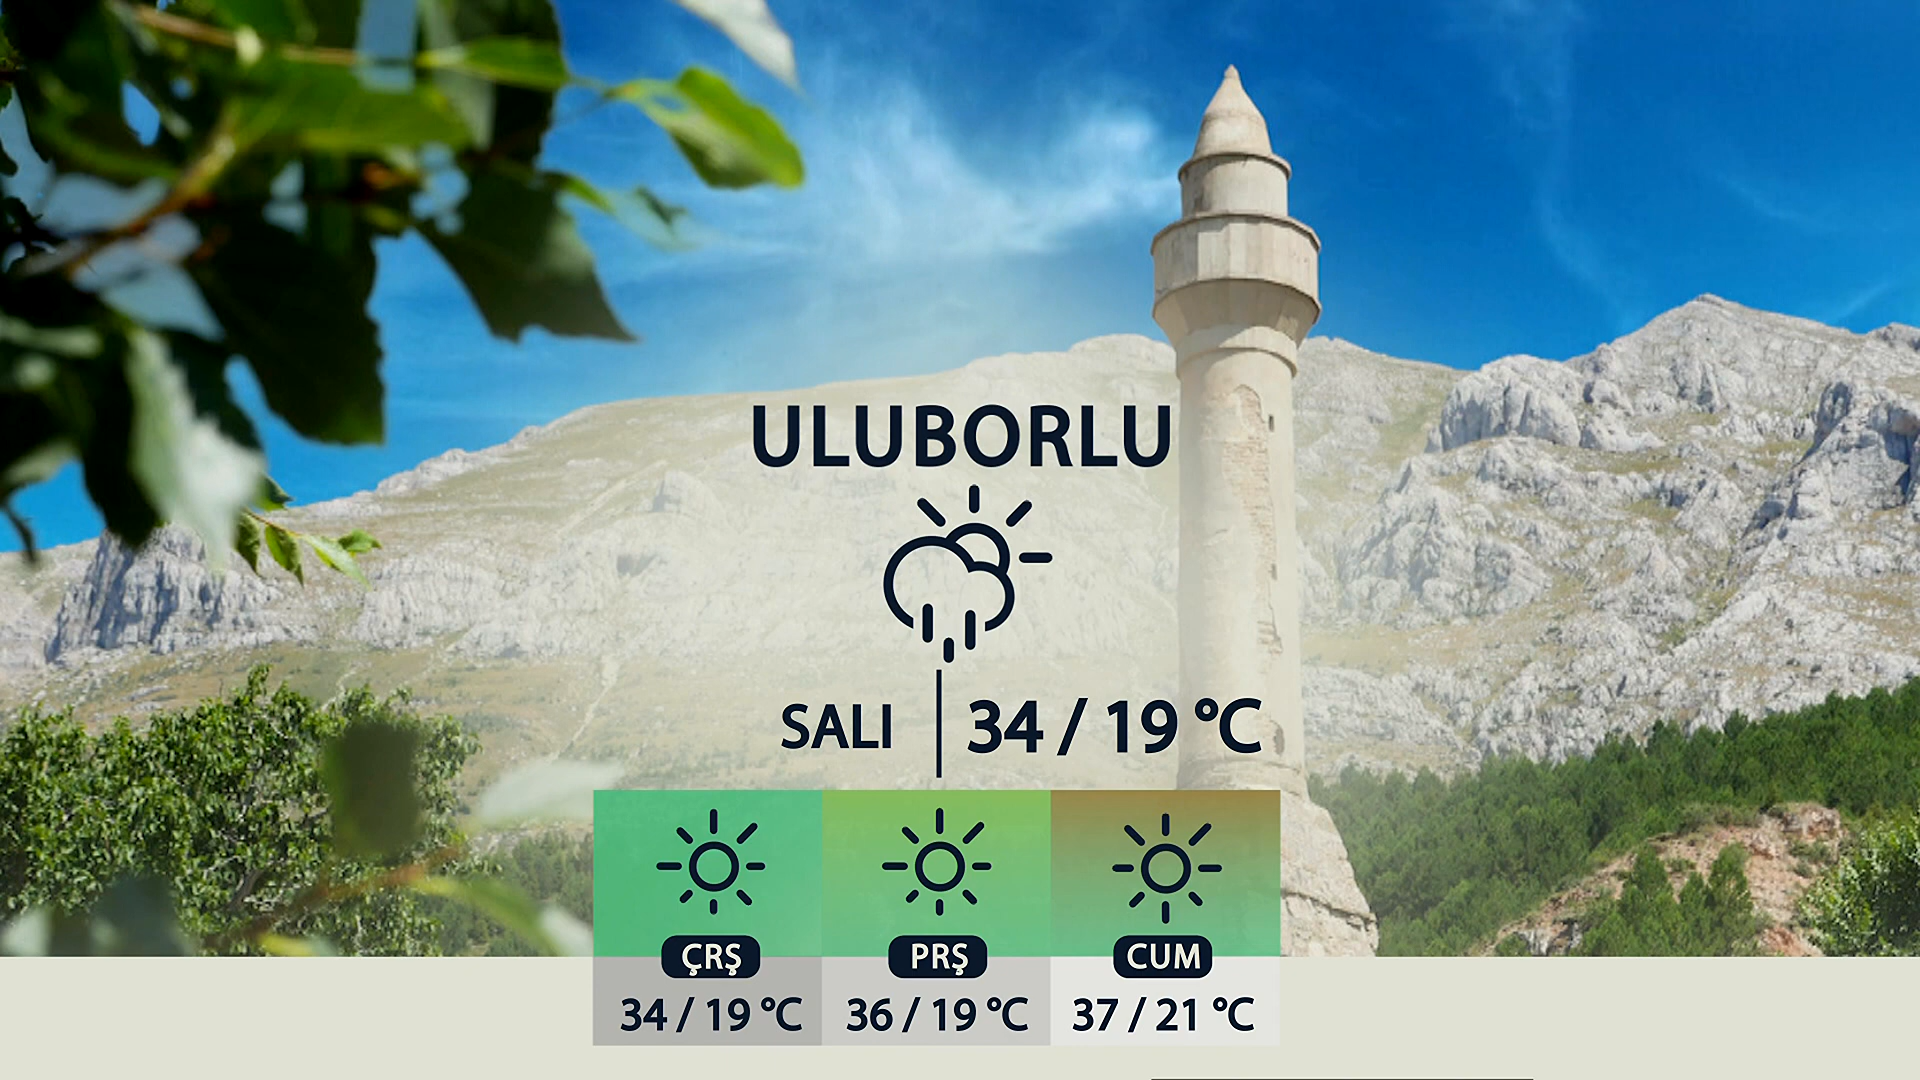 ULUBORLU
SALI 34 / 19 °C
ÇRŞ PRŞ CUM
34 / 19 °C 36 / 19 °C 37 / 21 °C